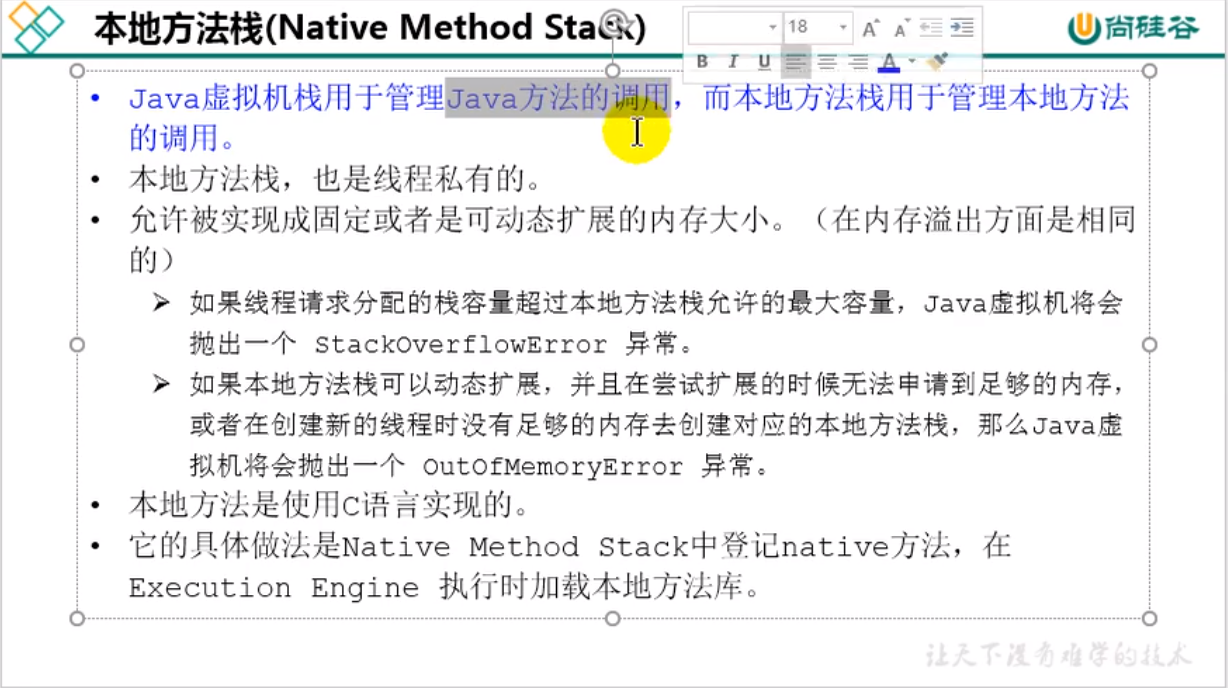 本地方法栈(Native Method Stack)
18
尚硅谷
B I U A
• Java虚拟机栈用于管理Java方法的调用，而本地方法栈用于管理本地方法
的调用。
• 本地方法栈，也是线程私有的。
• 允许被实现成固定或者是可动态扩展的内存大小。（在内存溢出方面是相同
的）
➢ 如果线程请求分配的栈容量超过本地方法栈允许的最大容量，Java虚拟机将会
抛出一个 StackOverflowError 异常。
➢ 如果本地方法栈可以动态扩展，并且在尝试扩展的时候无法申请到足够的内存，
或者在创建新的线程时没有足够的内存去创建对应的本地方法栈，那么Java虚
拟机将会抛出一个 OutOfMemoryError 异常。
• 本地方法是使用C语言实现的。
• 它的具体做法是Native Method Stack中登记native方法，在
Execution Engine 执行时加载本地方法库。
让天下没有难学的技术